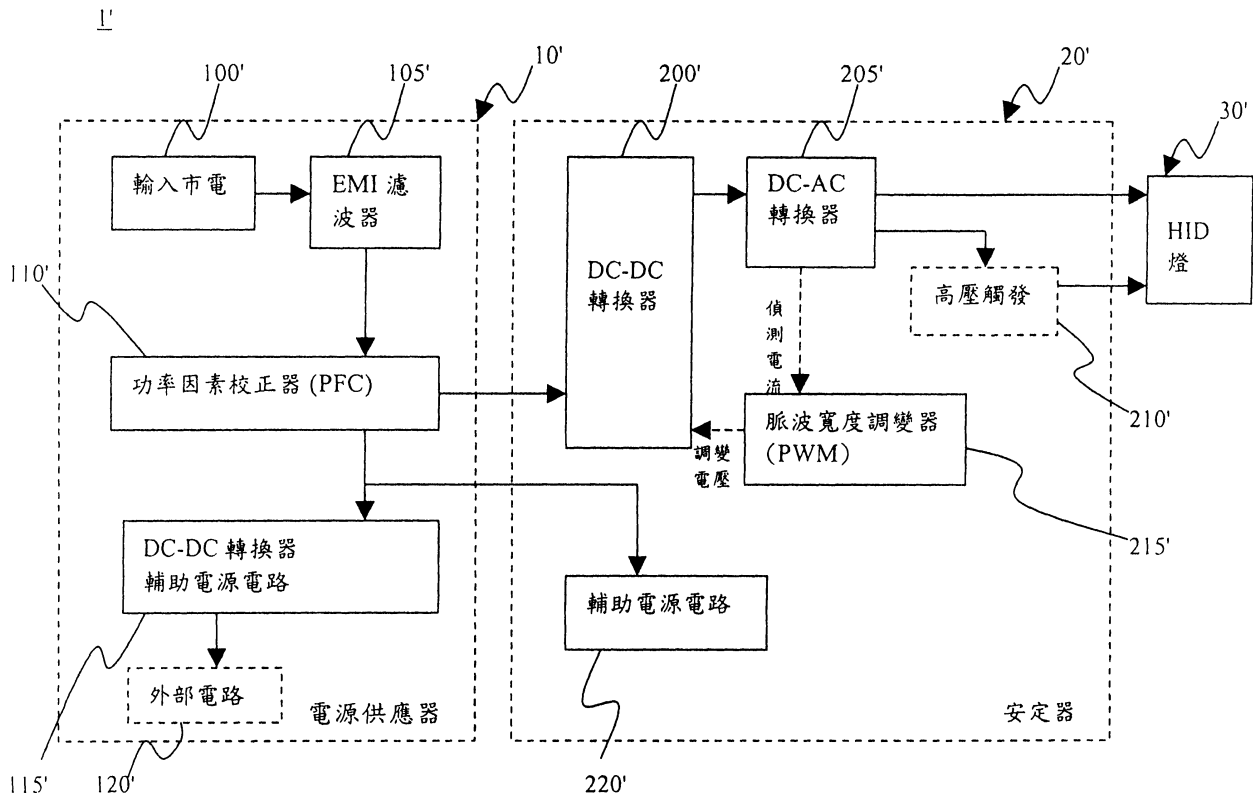 1'
10'
20'
100'
105'
200'
205'
30'
輸入市電
EMI 濾
波器
DC-DC
轉換器
DC-AC
轉換器
HID
燈
高壓觸發
偵測電流
110'
功率因素校正器 (PFC)
脈波寬度調變器
(PWM)
調變
電壓
210'
215'
DC-DC 轉換器
輔助電源電路
輔助電源電路
外部電路
電源供應器
安定器
115'
120'
220'